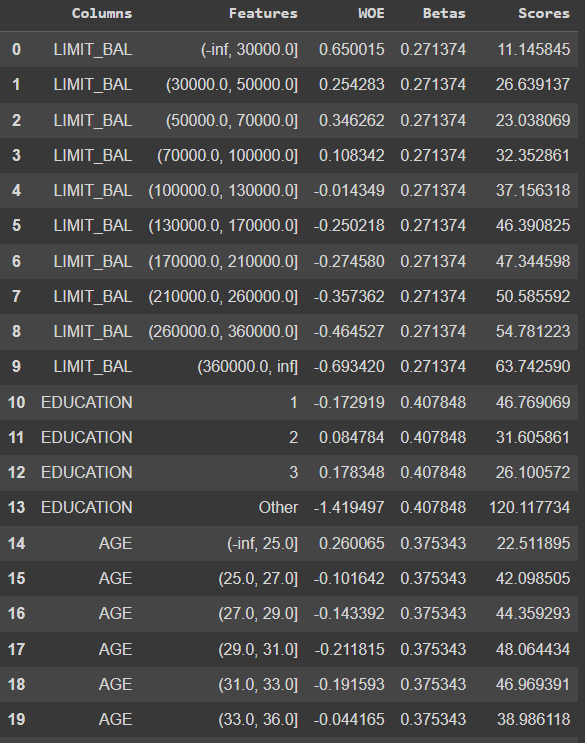 Columns Features WOE Betas Scores
0 LIMIT_BAL (-inf, 30000.0] 0.650015 0.271374 11.145845
1 LIMIT_BAL (30000.0, 50000.0] 0.254283 0.271374 26.639137
2 LIMIT_BAL (50000.0, 70000.0] 0.346262 0.271374 23.038069
3 LIMIT_BAL (70000.0, 100000.0] 0.108342 0.271374 32.352861
4 LIMIT_BAL (100000.0, 130000.0] -0.014349 0.271374 37.156318
5 LIMIT_BAL (130000.0, 170000.0] -0.250218 0.271374 46.390825
6 LIMIT_BAL (170000.0, 210000.0] -0.274580 0.271374 47.344598
7 LIMIT_BAL (210000.0, 260000.0] -0.357362 0.271374 50.585592
8 LIMIT_BAL (260000.0, 360000.0] -0.464527 0.271374 54.781223
9 LIMIT_BAL (360000.0, inf] -0.693420 0.271374 63.742590
10 EDUCATION 1 -0.172919 0.407848 46.769069
11 EDUCATION 2 0.084784 0.407848 31.605861
12 EDUCATION 3 0.178348 0.407848 26.100572
13 EDUCATION Other -1.419497 0.407848 120.117734
14 AGE (-inf, 25.0] 0.260065 0.375343 22.511895
15 AGE (25.0, 27.0] -0.101642 0.375343 42.098505
16 AGE (27.0, 29.0] -0.143392 0.375343 44.359293
17 AGE (29.0, 31.0] -0.211815 0.375343 48.064434
18 AGE (31.0, 33.0] -0.191593 0.375343 46.969391
19 AGE (33.0, 36.0] -0.044165 0.375343 38.986118